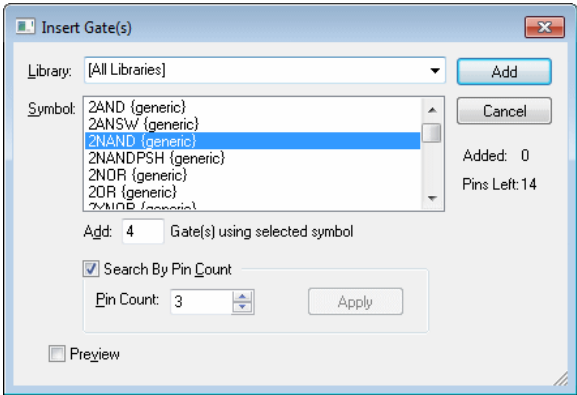 Insert Gate(s)
Library: [All Libraries] Add
Symbol: 2AND {generic} Cancel
2ANSW {generic}
2NAND {generic}
2NANDPSH {generic} Added: 0
2NOR {generic} Pins Left: 14
2OR {generic}
2XNOR {generic}
Add: 4 Gate(s) using selected symbol
Search By Pin Count
Pin Count: 3 Apply
Preview